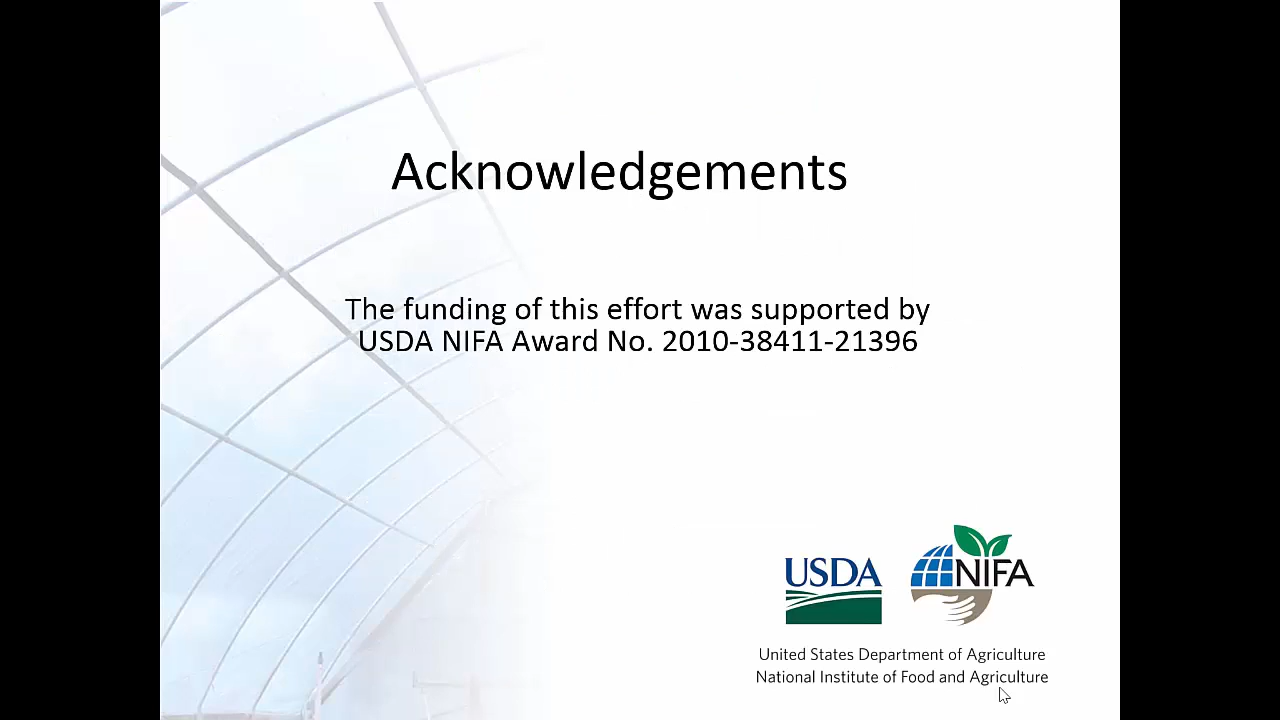 Acknowledgements
The funding of this effort was supported by
USDA NIFA Award No. 2010-38411-21396
USDA
NIFA
United States Department of Agriculture
National Institute of Food and Agriculture